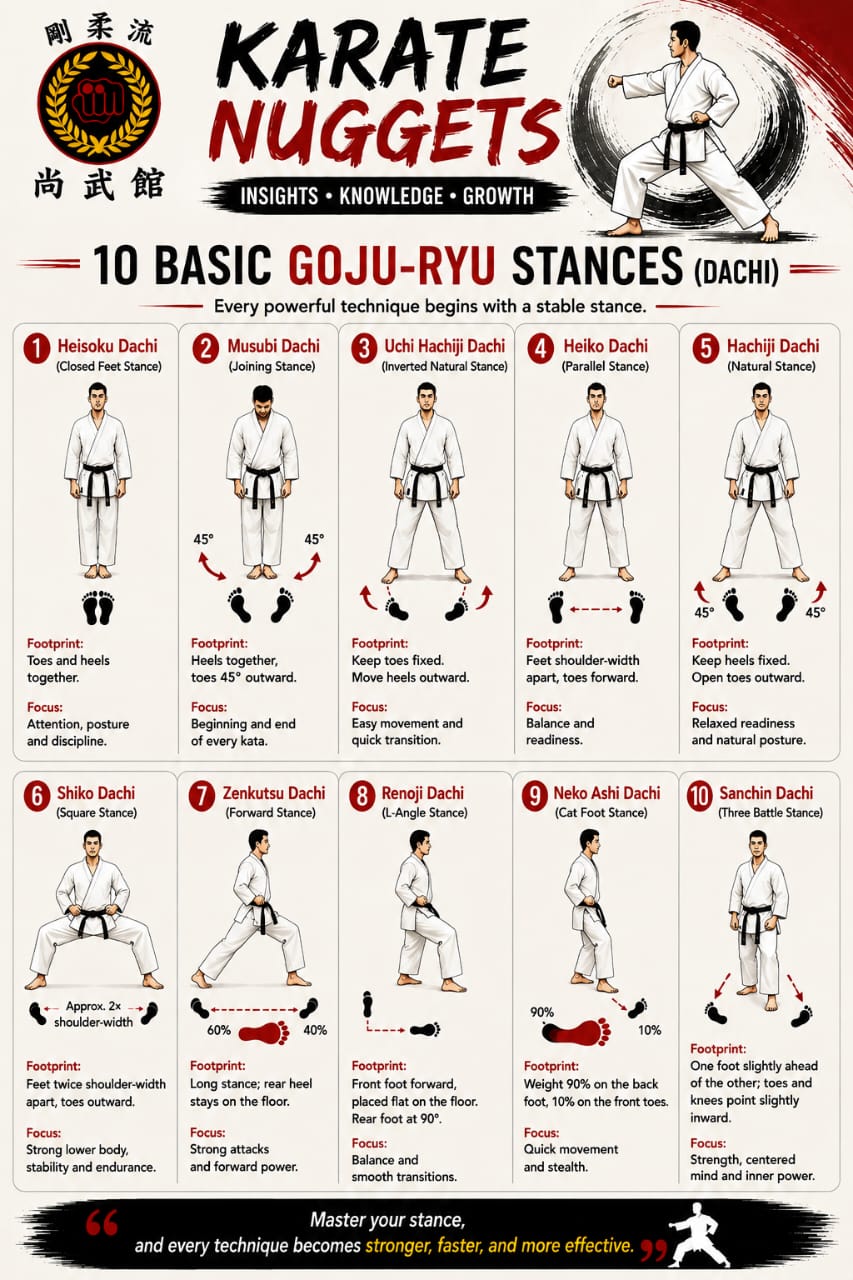 剛柔流
尚武館
KARATE
NUGGETS
INSIGHTS • KNOWLEDGE • GROWTH
10 BASIC GOJU-RYU STANCES (DACHI)
Every powerful technique begins with a stable stance.
1 Heisoku Dachi
(Closed Feet Stance)
Footprint:
Toes and heels
together.
Focus:
Attention, posture
and discipline.
2 Musubi Dachi
(Joining Stance)
45° 45°
Footprint:
Heels together,
toes 45° outward.
Focus:
Beginning and end
of every kata.
3 Uchi Hachiji Dachi
(Inverted Natural Stance)
Footprint:
Keep toes fixed.
Move heels outward.
Focus:
Easy movement and
quick transition.
4 Heiko Dachi
(Parallel Stance)
Footprint:
Feet shoulder-width
apart, toes forward.
Focus:
Balance and
readiness.
5 Hachiji Dachi
(Natural Stance)
45° 45°
Footprint:
Keep heels fixed.
Open toes outward.
Focus:
Relaxed readiness
and natural posture.
6 Shiko Dachi
(Square Stance)
Approx. 2×
shoulder-width
Footprint:
Feet twice shoulder-width
apart, toes outward.
Focus:
Strong lower body,
stability and endurance.
7 Zenkutsu Dachi
(Forward Stance)
60% 40%
Footprint:
Long stance; rear heel
stays on the floor.
Focus:
Strong attacks
and forward power.
8 Renoji Dachi
(L-Angle Stance)
Footprint:
Front foot forward,
placed flat on the floor.
Rear foot at 90°.
Focus:
Balance and
smooth transitions.
9 Neko Ashi Dachi
(Cat Foot Stance)
90% 10%
Footprint:
Weight 90% on the back
foot, 10% on the front toes.
Focus:
Quick movement
and stealth.
10 Sanchin Dachi
(Three Battle Stance)
Footprint:
One foot slightly ahead
of the other; toes and
knees point slightly
inward.
Focus:
Strength, centered
mind and inner power.
“ Master your stance,
and every technique becomes stronger, faster, and more effective. ”